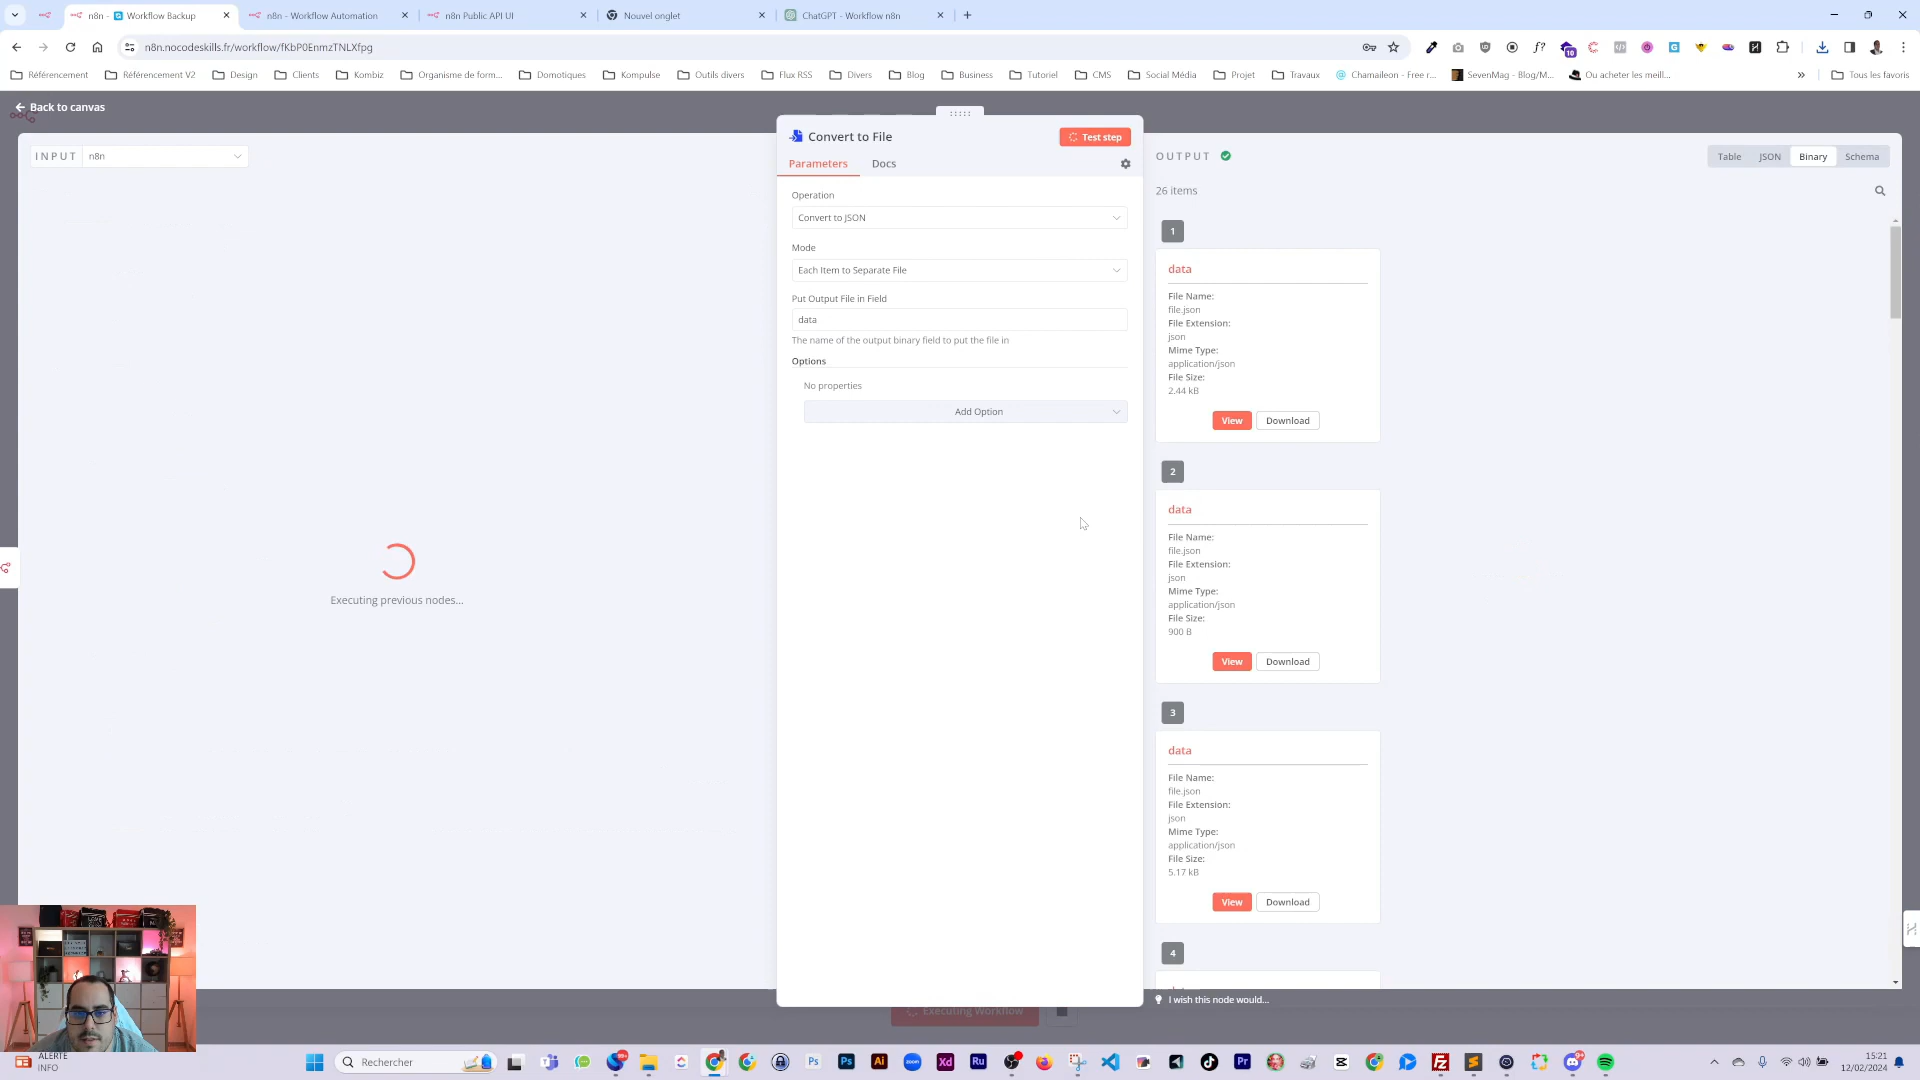 n8n - Workflow Backup
n8n - Workflow Automation
n8n Public API UI
Nouvel onglet
ChatGPT - Workflow n8n
n8n.nocodeskills.fr/workflow/fKbP0EnmzTNLXfpg
Référencement
Référencement V2
Design
Clients
Kombiz
Organisme de form...
Domotiques
Kompulse
Outils divers
Flux RSS
Divers
Blog
Business
Tutoriel
CMS
Social Média
Projet
Travaux
Chamaileon - Free r...
SevenMag - Blog/M...
Ou acheter les meill...
Tous les favoris
Back to canvas
INPUT
n8n
Executing previous nodes...
Convert to File
Test step
Parameters
Docs
Operation
Convert to JSON
Mode
Each Item to Separate File
Put Output File in Field
data
The name of the output binary field to put the file in
Options
No properties
Add Option
OUTPUT
Table
JSON
Binary
Schema
26 items
1
data
File Name:
file.json
File Extension:
json
Mime Type:
application/json
File Size:
2.44 kB
View
Download
2
data
File Name:
file.json
File Extension:
json
Mime Type:
application/json
File Size:
900 B
View
Download
3
data
File Name:
file.json
File Extension:
json
Mime Type:
application/json
File Size:
5.17 kB
View
Download
4
I wish this node would...
Executing Workflow
ALERTE
INFO
Rechercher
15:21
12/02/2024